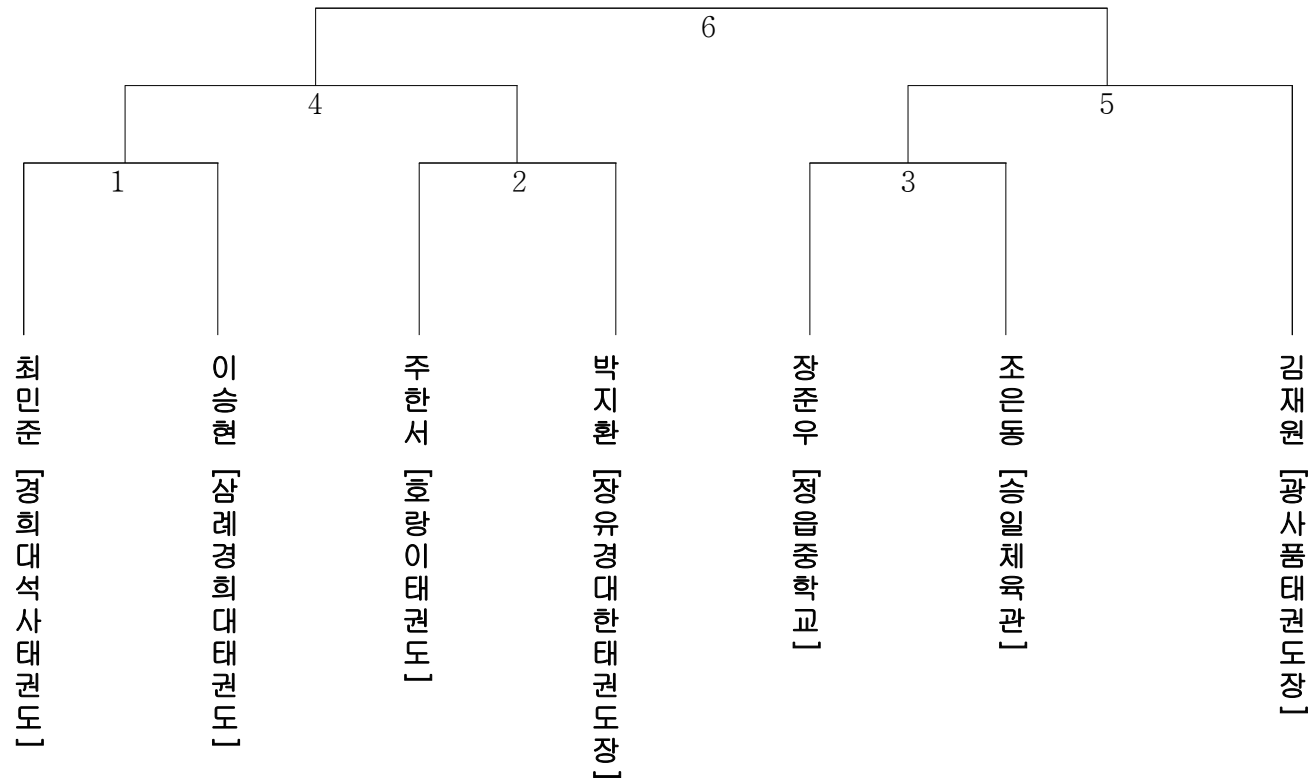 6
4
5
1
2
3
최민준 [경희대석사태권도]
이승현 [삼례경희대태권도]
주한서 [호랑이태권도]
박지환 [장유경대한태권도장]
장준우 [정읍중학교]
조은동 [승일체육관]
김재원 [광사품태권도장]